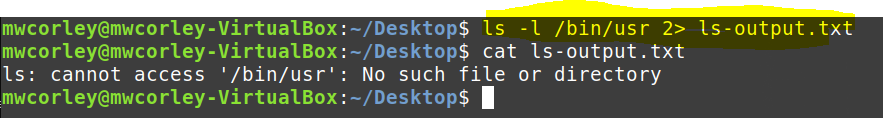 mwcorley@mwcorley-VirtualBox:~/Desktop$ ls -l /bin/usr 2> ls-output.txt
mwcorley@mwcorley-VirtualBox:~/Desktop$ cat ls-output.txt
ls: cannot access '/bin/usr': No such file or directory
mwcorley@mwcorley-VirtualBox:~/Desktop$